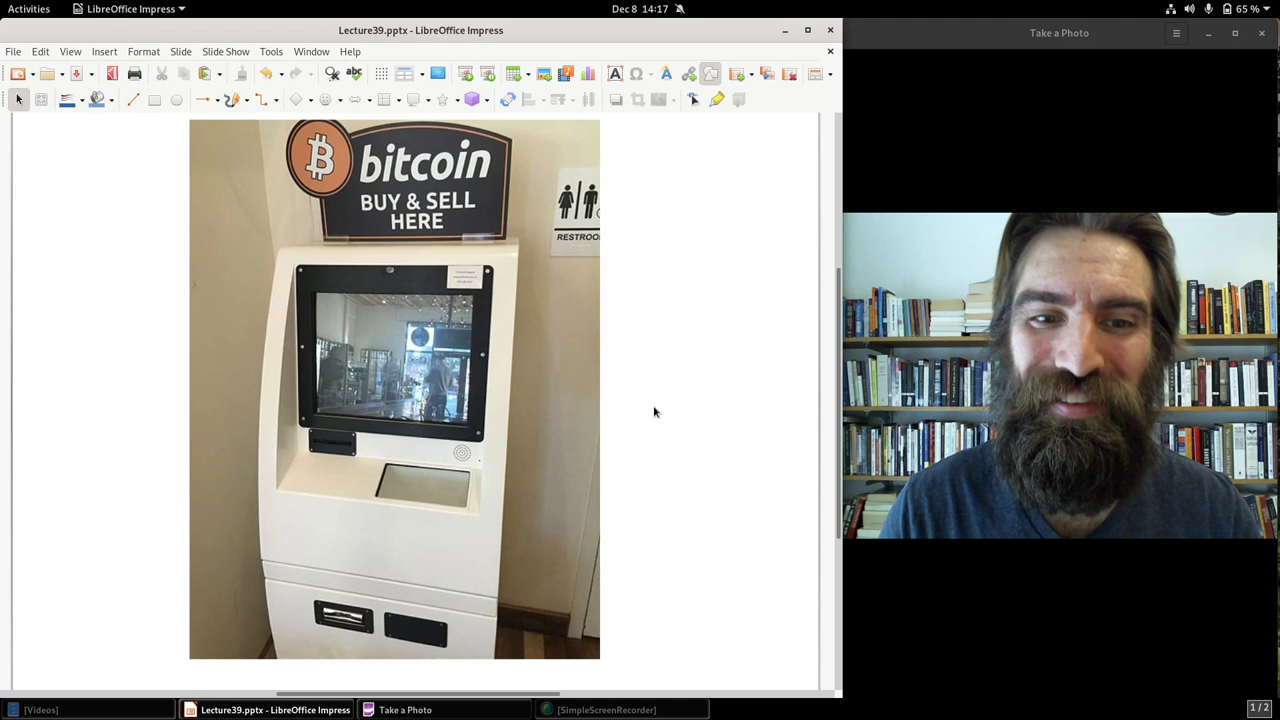 Activities
LibreOffice Impress
Dec 8 14:17
65 %
Lecture39.pptx - LibreOffice Impress
Take a Photo
File Edit View Insert Format Slide Slide Show Tools Window Help
abc
bitcoin
BUY & SELL
HERE
RESTROO
[Videos]
Lecture39.pptx - LibreOffice Impress
Take a Photo
[SimpleScreenRecorder]
1 / 2